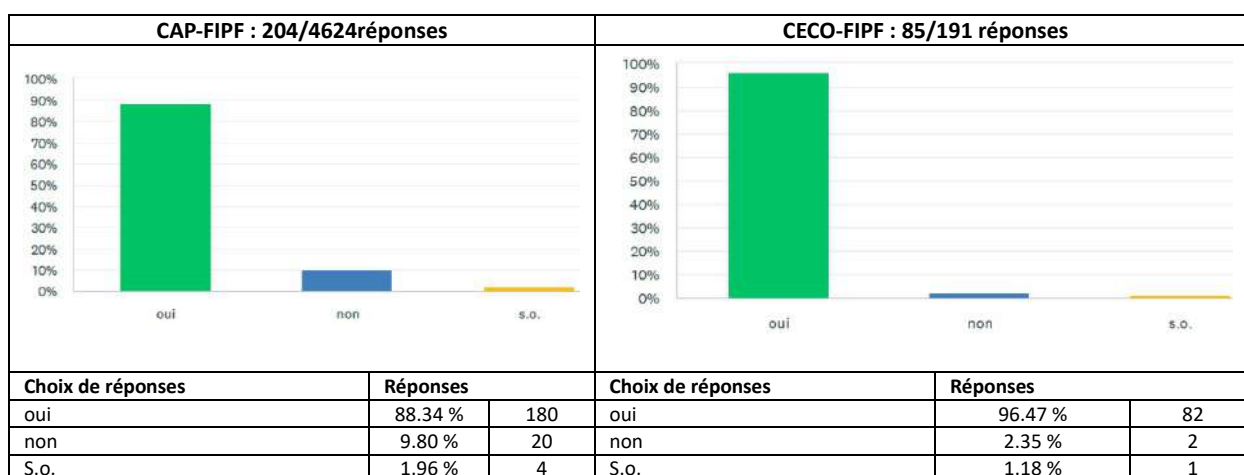 CAP-FIPF : 204/4624réponses
CECO-FIPF : 85/191 réponses
100%
90%
80%
70%
60%
50%
40%
30%
20%
10%
0%
oui non s.o.
100%
90%
80%
70%
60%
50%
40%
30%
20%
10%
0%
oui non s.o.
Choix de réponses Réponses Choix de réponses Réponses
oui 88.34 % 180 oui 96.47 % 82
non 9.80 % 20 non 2.35 % 2
S.o. 1.96 % 4 S.o. 1.18 % 1